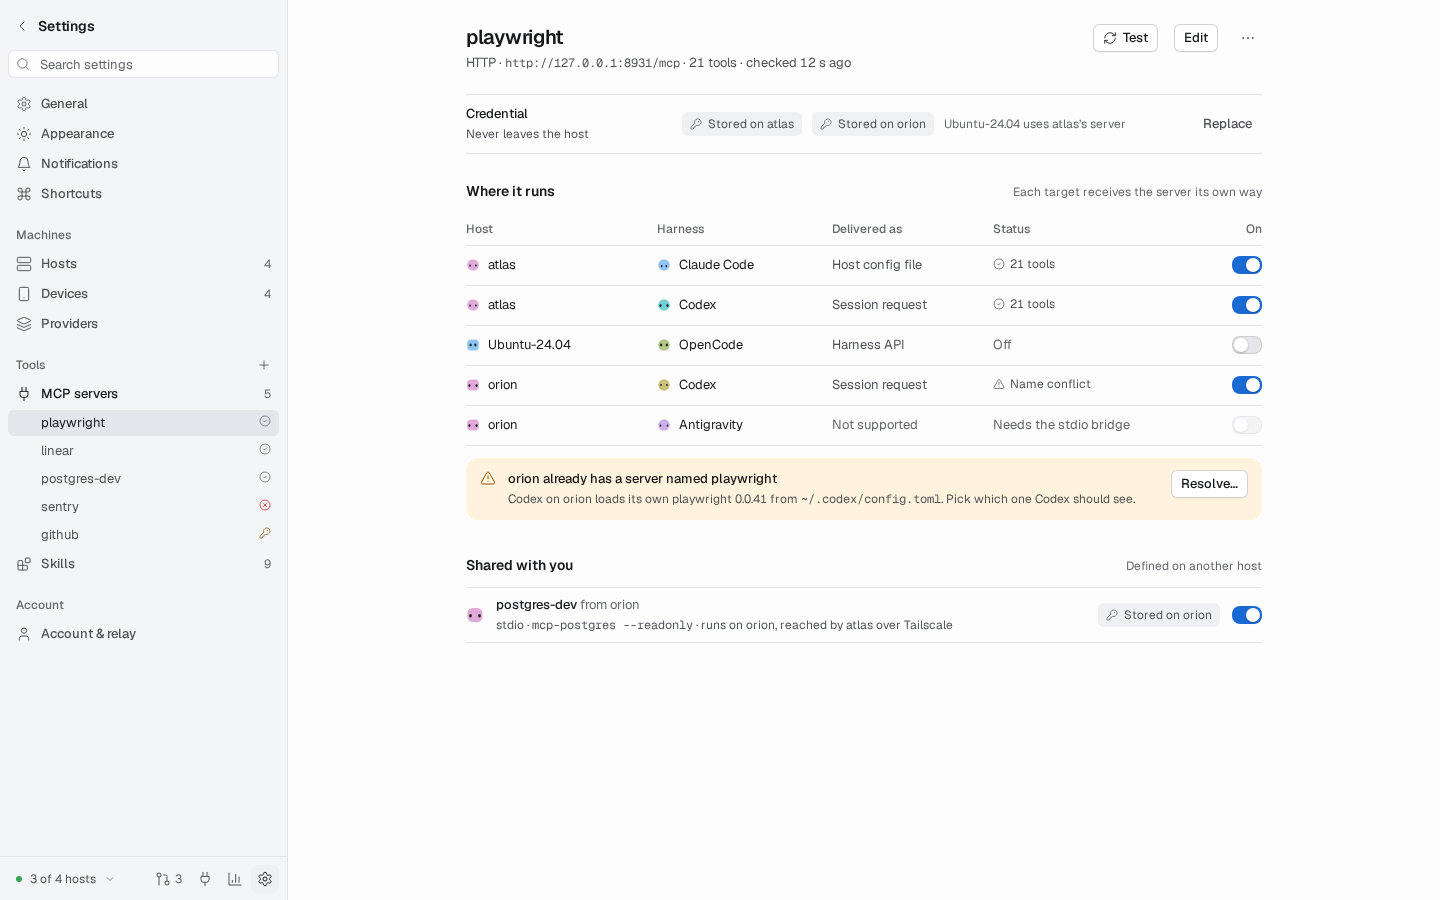 Settings
Search settings
General
Appearance
Notifications
Shortcuts
Machines
Hosts 4
Devices 4
Providers
Tools
MCP servers 5
playwright
linear
postgres-dev
sentry
github
Skills 9
Account
Account & relay
3 of 4 hosts 3
playwright
Test Edit
HTTP · http://127.0.0.1:8931/mcp · 21 tools · checked 12 s ago
Credential
Never leaves the host
Stored on atlas Stored on orion Ubuntu-24.04 uses atlas's server Replace
Where it runs Each target receives the server its own way
Host Harness Delivered as Status On
atlas Claude Code Host config file 21 tools
atlas Codex Session request 21 tools
Ubuntu-24.04 OpenCode Harness API Off
orion Codex Session request Name conflict
orion Antigravity Not supported Needs the stdio bridge
orion already has a server named playwright
Codex on orion loads its own playwright 0.0.41 from ~/.codex/config.toml. Pick which one Codex should see.
Resolve…
Shared with you Defined on another host
postgres-dev from orion
stdio · mcp-postgres --readonly · runs on orion, reached by atlas over Tailscale
Stored on orion